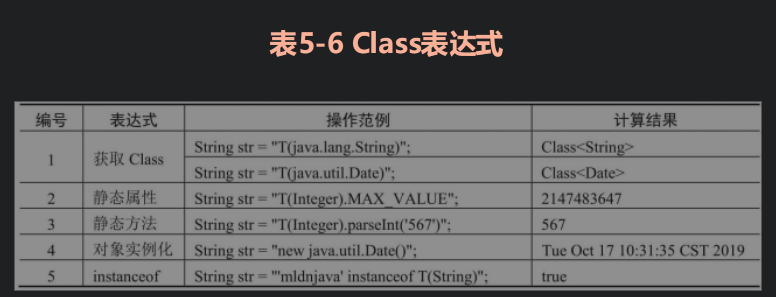 表5-6 Class表达式
编号 表达式 操作范例 计算结果
1 获取 Class String str = "T(java.lang.String)"; Class<String>
String str = "T(java.util.Date)"; Class<Date>
2 静态属性 String str = "T(Integer).MAX_VALUE"; 2147483647
3 静态方法 String str = "T(Integer).parseInt('567')"; 567
4 对象实例化 String str = "new java.util.Date()"; Tue Oct 17 10:31:35 CST 2019
5 instanceof String str = "'mldnjava' instanceof T(String)"; true